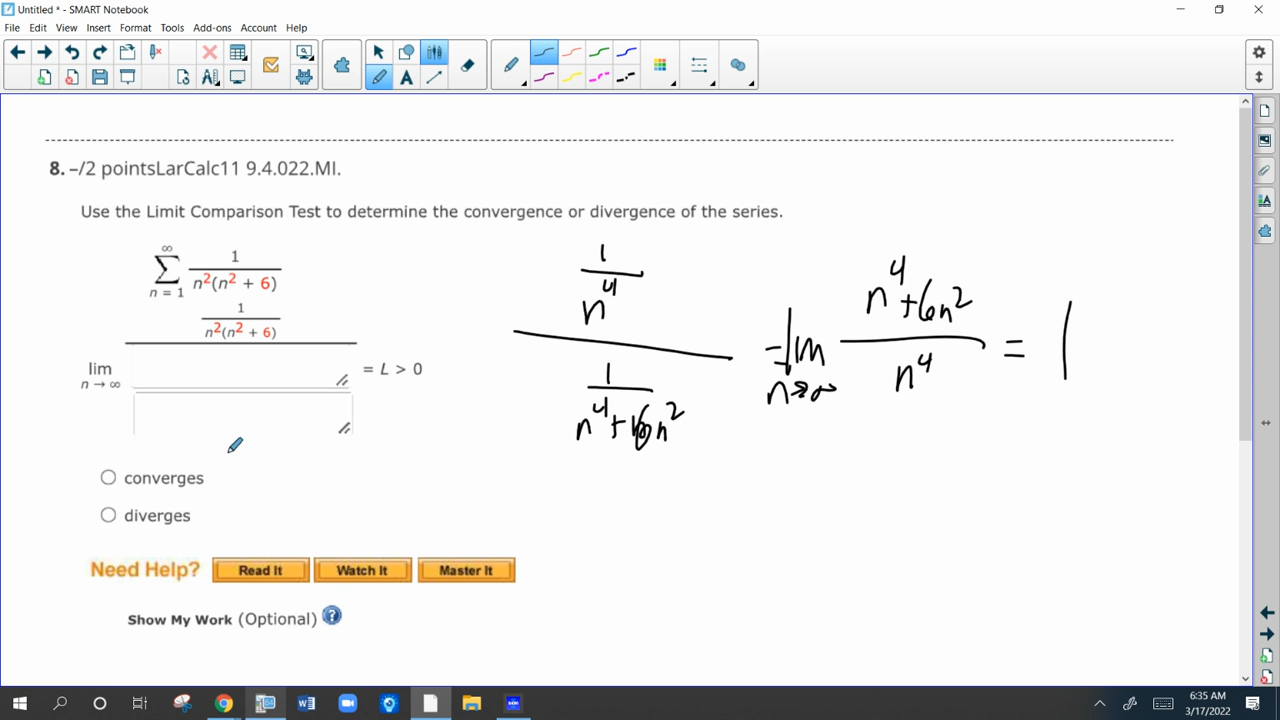 Untitled * - SMART Notebook
File Edit View Insert Format Tools Add-ons Account Help
8. –/2 pointsLarCalc11 9.4.022.MI.
Use the Limit Comparison Test to determine the convergence or divergence of the series.
∞
∑ 1 / n²(n² + 6)
n = 1
1 / n²(n² + 6)
lim = L > 0
n → ∞
1
n⁴
1
n⁴+6n²
= lim n⁴+6n² / n⁴ = 1
n→∞
converges
diverges
Need Help? Read It Watch It Master It
Show My Work (Optional) ?
6:35 AM
3/17/2022